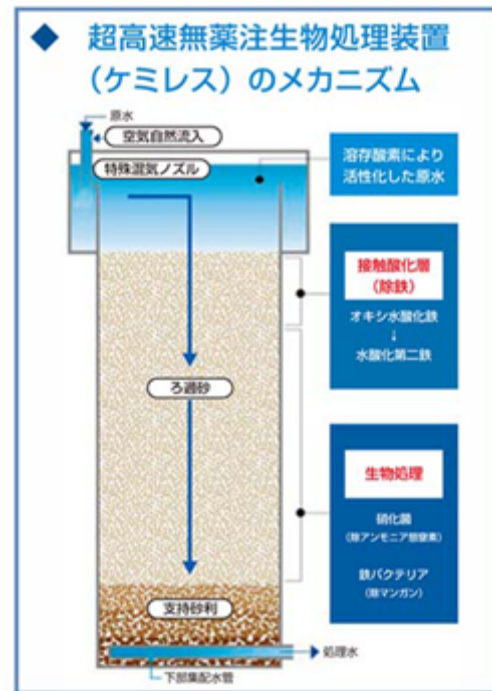 ◆ 超高速無薬注生物処理装置
（ケミレス）のメカニズム
原水
空気自然流入
特殊混気ノズル
溶存酸素により
活性化した原水
接触酸化層
（除鉄）
オキシ水酸化鉄
↓
水酸化第二鉄
ろ過砂
生物処理
硝化菌
（除アンモニア態窒素）
鉄バクテリア
（除マンガン）
支持砂利
処理水
下部集配水管